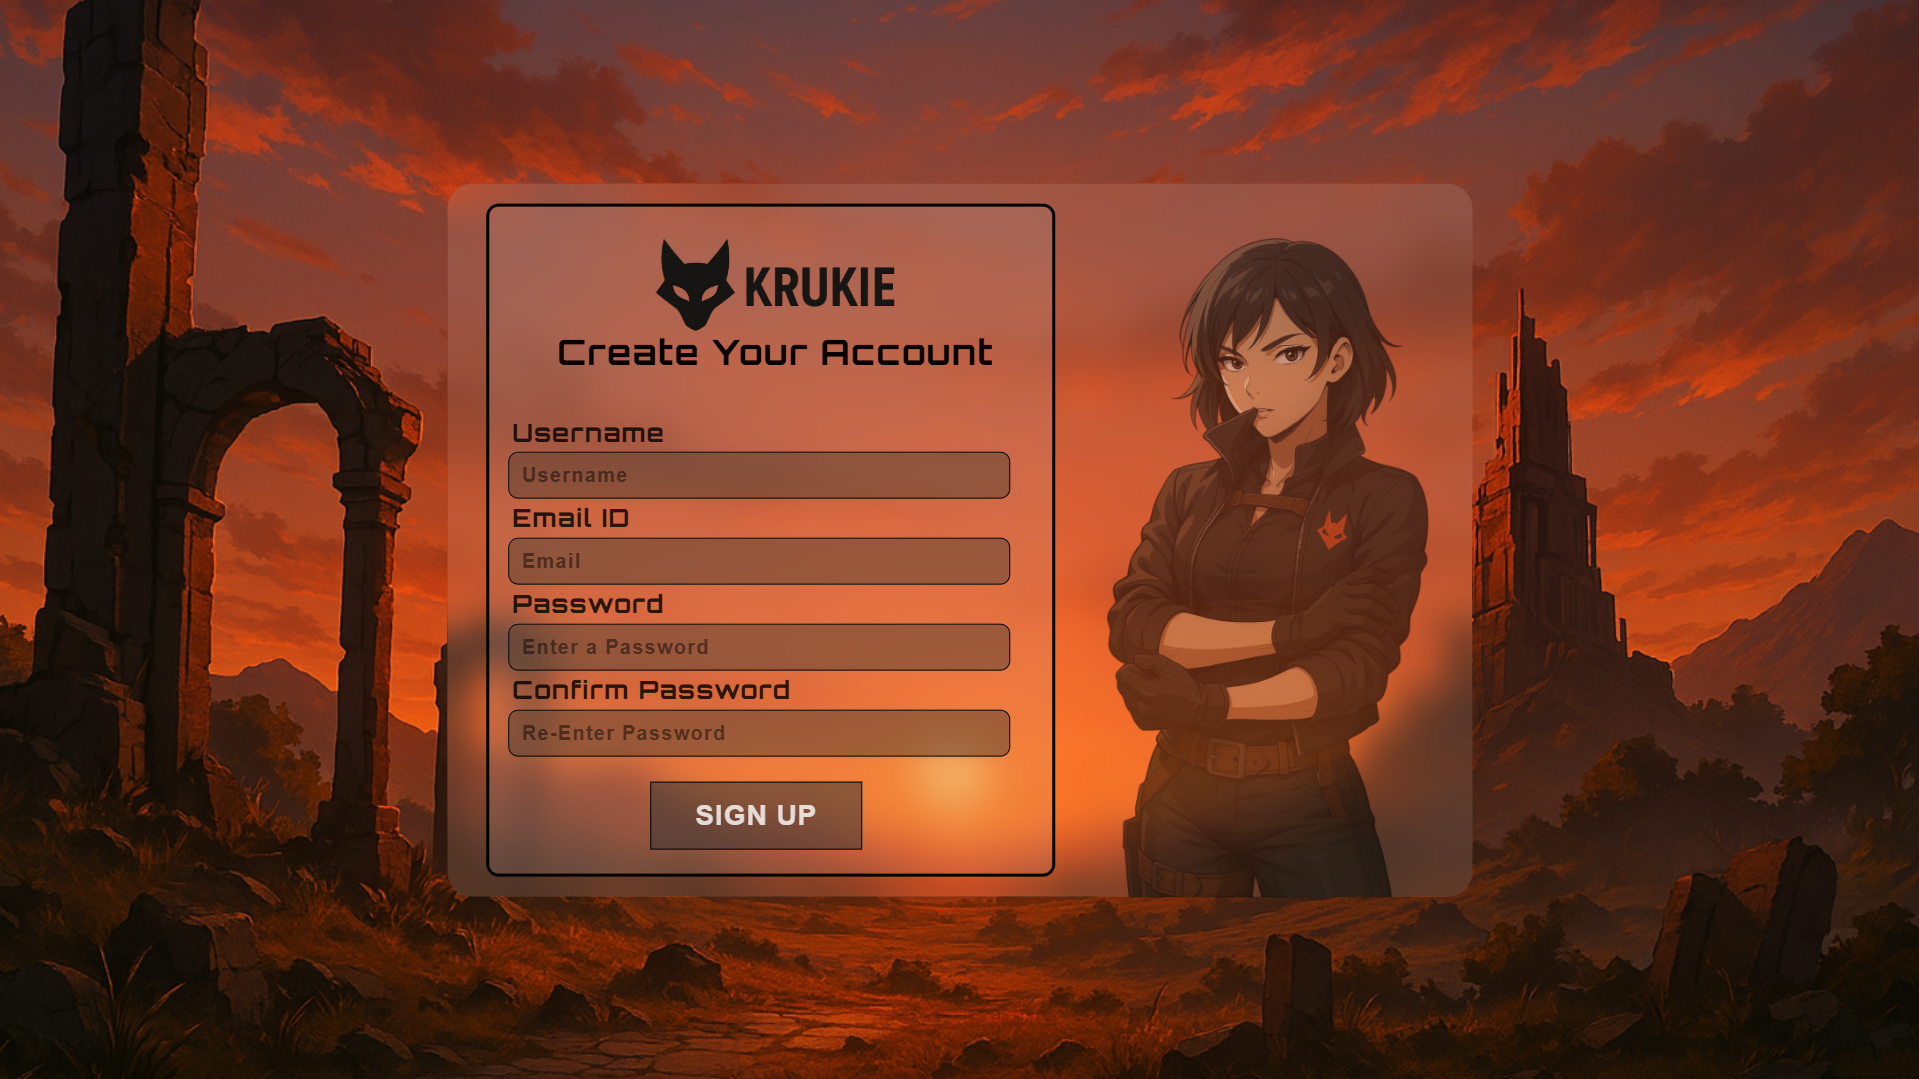 KRUKIE
Create Your Account
Username
Username
Email ID
Email
Password
Enter a Password
Confirm Password
Re-Enter Password
SIGN UP